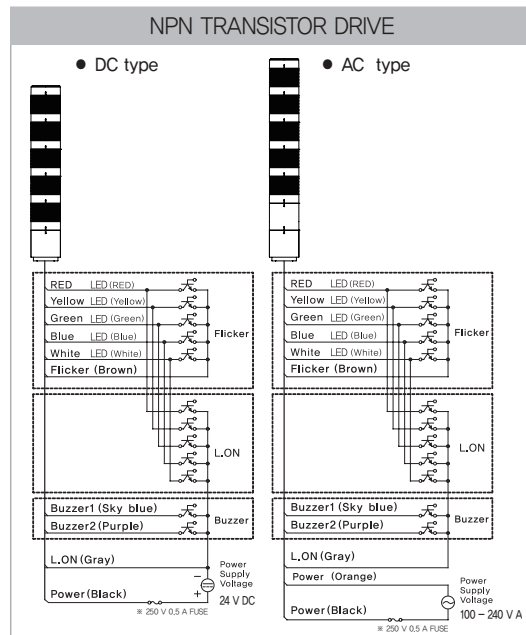 NPN TRANSISTOR DRIVE
● DC type
RED LED (RED)
Yellow LED (Yellow)
Green LED (Green)
Blue LED (Blue)
White LED (White)
Flicker (Brown)
Flicker
L.ON
Buzzer1 (Sky blue)
Buzzer2 (Purple)
Buzzer
L.ON (Gray)
Power (Black)
−
+
Power
Supply
Voltage
24 V DC
※ 250 V 0.5 A FUSE
● AC type
RED LED (RED)
Yellow LED (Yellow)
Green LED (Green)
Blue LED (Blue)
White LED (White)
Flicker (Brown)
Flicker
L.ON
Buzzer1 (Sky blue)
Buzzer2 (Purple)
Buzzer
L.ON (Gray)
Power (Orange)
Power (Black)
Power
Supply
Voltage
100 - 240 V A
※ 250 V 0.5 A FUSE